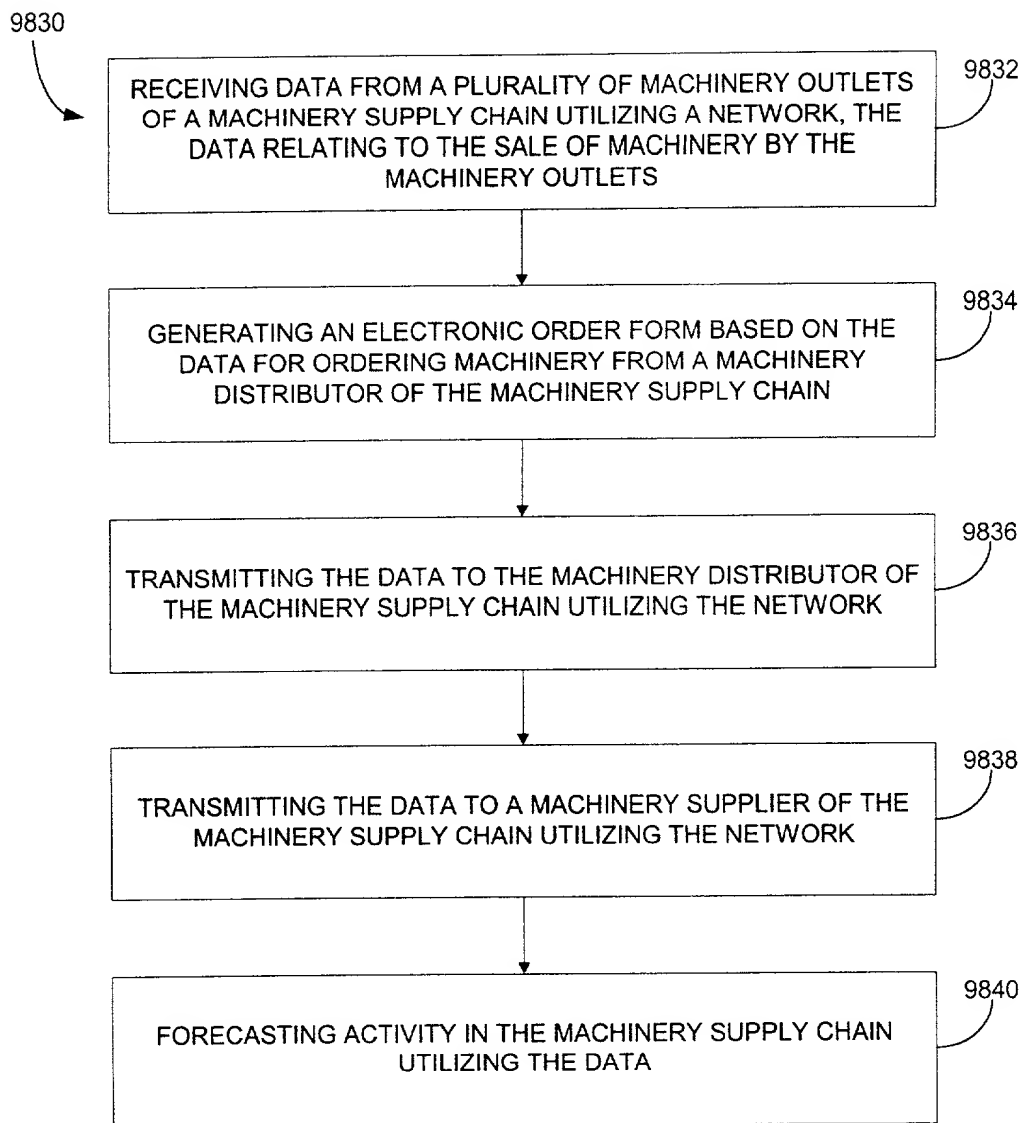 9830
9832
RECEIVING DATA FROM A PLURALITY OF MACHINERY OUTLETS
OF A MACHINERY SUPPLY CHAIN UTILIZING A NETWORK, THE
DATA RELATING TO THE SALE OF MACHINERY BY THE
MACHINERY OUTLETS
9834
GENERATING AN ELECTRONIC ORDER FORM BASED ON THE
DATA FOR ORDERING MACHINERY FROM A MACHINERY
DISTRIBUTOR OF THE MACHINERY SUPPLY CHAIN
9836
TRANSMITTING THE DATA TO THE MACHINERY DISTRIBUTOR OF
THE MACHINERY SUPPLY CHAIN UTILIZING THE NETWORK
9838
TRANSMITTING THE DATA TO A MACHINERY SUPPLIER OF THE
MACHINERY SUPPLY CHAIN UTILIZING THE NETWORK
9840
FORECASTING ACTIVITY IN THE MACHINERY SUPPLY CHAIN
UTILIZING THE DATA